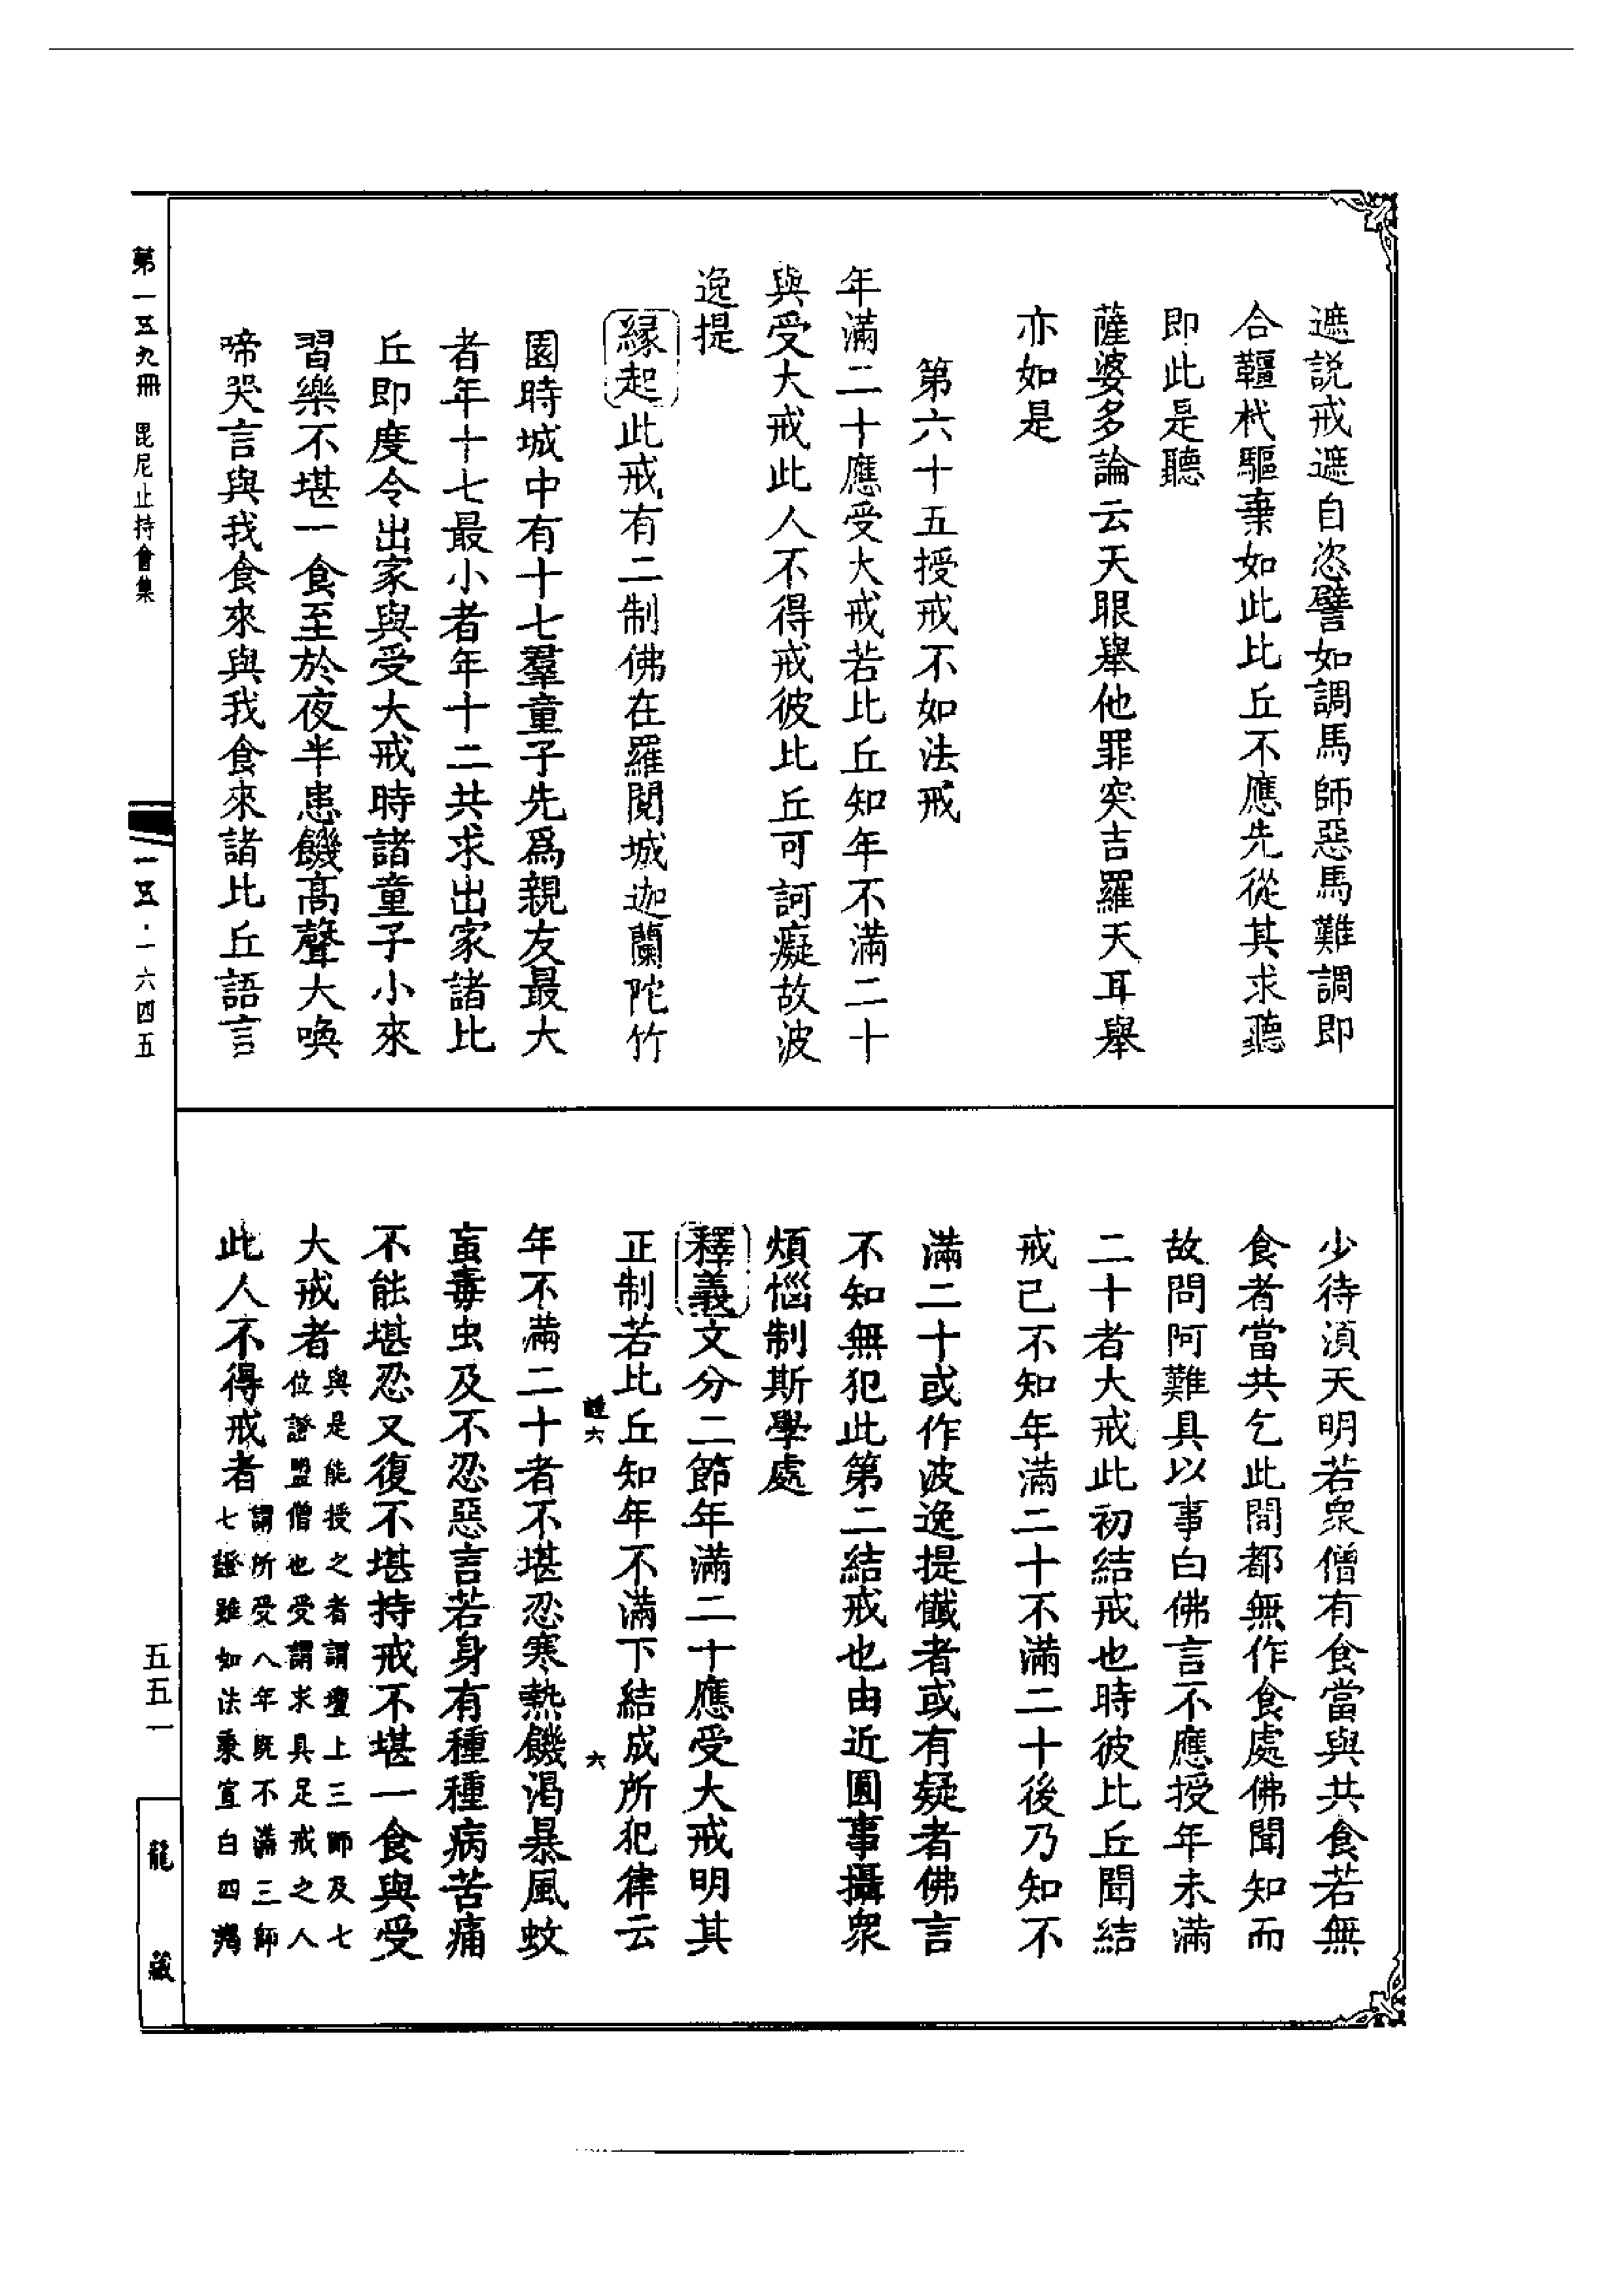 遮說戒遮自恣譬如調馬師惡馬難調即
合韁杙驅棄如此比丘不應先從其求聽
即此是聽
薩婆多論云天眼舉他罪突吉羅天耳舉
亦如是
第六十五授戒不如法戒
年滿二十應受大戒若比丘知年不滿二十
與受大戒此人不得戒彼比丘可訶癡故波
逸提
緣起此戒有二制佛在羅閱城迦蘭陀竹
園時城中有十七羣童子先為親友最大
者年十七最小者年十二共求出家諸比
丘即度令出家與受大戒時諸童子小來
習樂不堪一食至於夜半患饑高聲大喚
啼哭言與我食來與我食來諸比丘語言
少待須天明若眾僧有食當與共食若無
食者當共乞此間都無作食處佛聞知而
故問阿難具以事白佛言不應授年未滿
二十者大戒此初結戒也時彼比丘聞結
戒已不知年滿二十不滿二十後乃知不
滿二十或作波逸提懺者或有疑者佛言
不知無犯此第二結戒也由近圓事攝眾
煩惱制斯學處
釋義文分二節年滿二十應受大戒明其
正制若比丘知年不滿下結成所犯律云
六
六
年不滿二十者不堪忍寒熱饑渴暴風蚊
䖟毒虫及不忍惡言若身有種種病苦痛
不能堪忍又復不堪持戒不堪一食與受
大戒者與是能授之者謂壇上三師及七
位證盟僧也受謂求具足戒之人
此人不得戒者謂所受八年既不滿三師
七證雖如法秉宣白四羯
第一五九冊 毘尼止持會集
一五·一六四五
五五一
龍藏